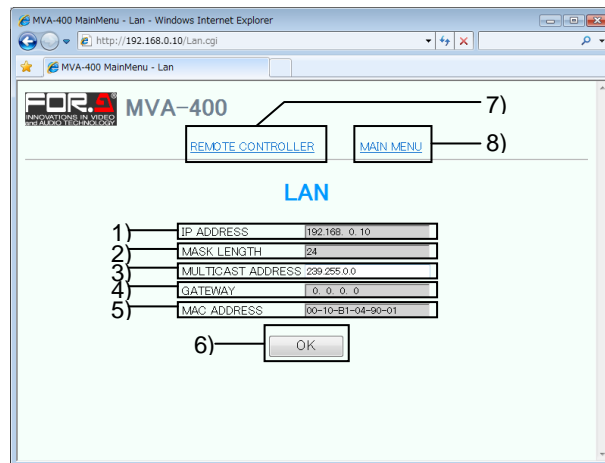 MVA-400 MainMenu - Lan - Windows Internet Explorer
http://192.168.0.10/Lan.cgi
MVA-400 MainMenu - Lan
FOR.A
INNOVATIONS IN VIDEO
and AUDIO TECHNOLOGY
MVA-400
7)
REMOTE CONTROLLER MAIN MENU 8)
LAN
1) IP ADDRESS 192.168. 0. 10
2) MASK LENGTH 24
3) MULTICAST ADDRESS 239.255.0.0
4) GATEWAY 0. 0. 0. 0
5) MAC ADDRESS 00-10-B1-04-90-01
6) OK